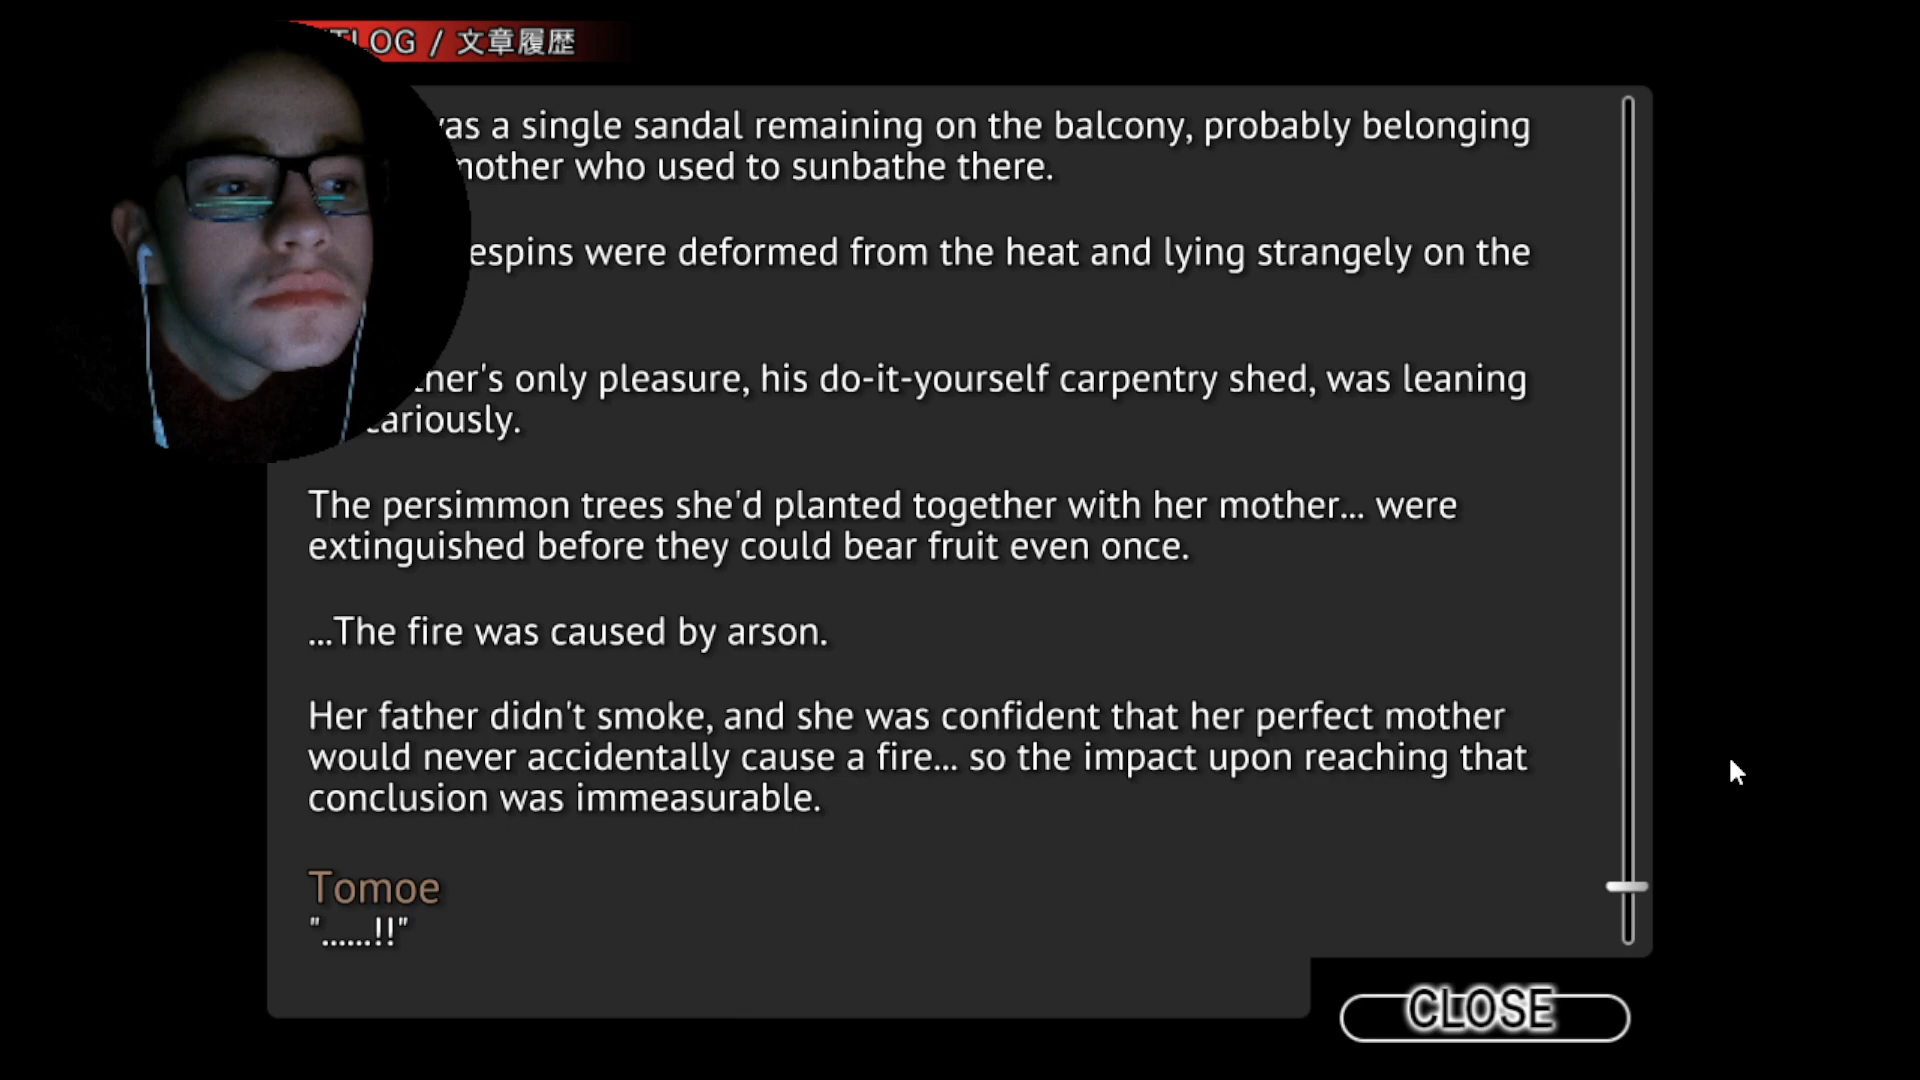 LOG / 文章履歴
was a single sandal remaining on the balcony, probably belonging
mother who used to sunbathe there.
were deformed from the heat and lying strangely on the
only pleasure, his do-it-yourself carpentry shed, was leaning
The persimmon trees she'd planted together with her mother... were
extinguished before they could bear fruit even once.
...The fire was caused by arson.
Her father didn't smoke, and she was confident that her perfect mother
would never accidentally cause a fire... so the impact upon reaching that
conclusion was immeasurable.
Tomoe
"......!!"
CLOSE